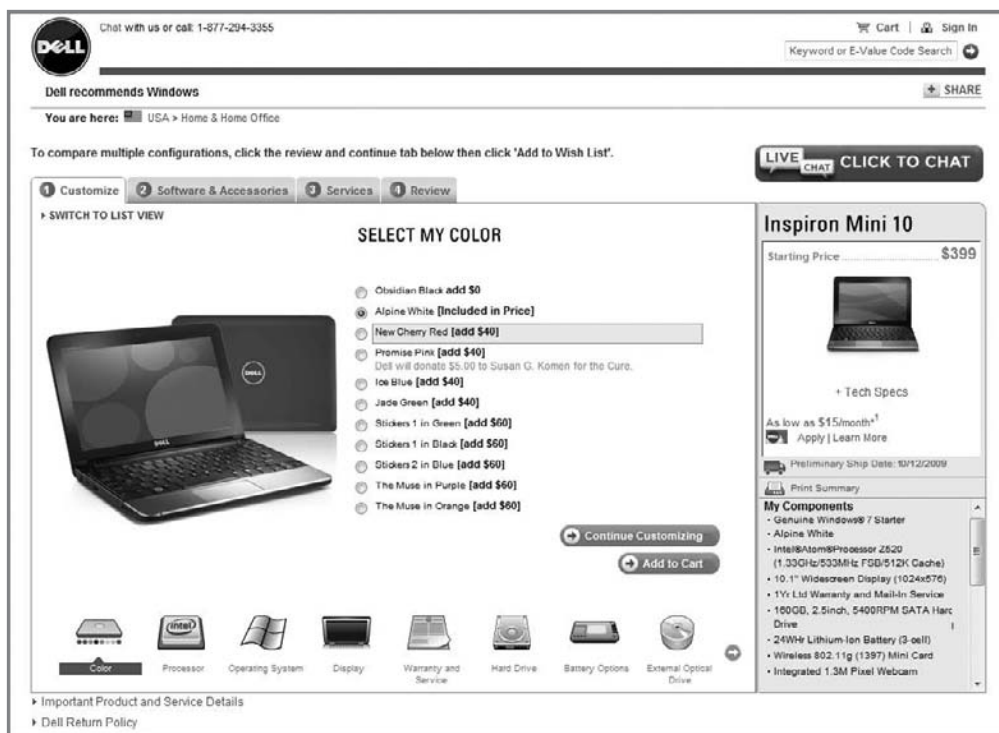 DELL
Chat with us or call: 1-877-294-3355
Cart | Sign In
Keyword or E-Value Code Search
Dell recommends Windows
+ SHARE
You are here: USA > Home & Home Office
To compare multiple configurations, click the review and continue tab below then click 'Add to Wish List'.
LIVE CHAT CLICK TO CHAT
1 Customize 2 Software & Accessories 3 Services 4 Review
SWITCH TO LIST VIEW
SELECT MY COLOR
Obsidian Black add $0
Alpine White [Included in Price]
New Cherry Red [add $40]
Promise Pink [add $40]
Dell will donate $5.00 to Susan G. Komen for the Cure.
Ice Blue [add $40]
Jade Green [add $40]
Stickers 1 in Green [add $60]
Stickers 1 in Black [add $60]
Stickers 2 in Blue [add $60]
The Muse in Purple [add $60]
The Muse in Orange [add $60]
DELL
DELL
Continue Customizing
Add to Cart
Color
intel
Processor
Operating System
Display
Warranty and
Service
Hard Drive
Battery Options
External Optical
Drive
Inspiron Mini 10
Starting Price $399
+ Tech Specs
As low as $15/month*1
Apply | Learn More
Preliminary Ship Date: 10/12/2009
Print Summary
My Components
- Genuine Windows® 7 Starter
- Alpine White
- Intel®Atom®Processor Z520
(1.33GHz/533MHz FSB/512K Cache)
- 10.1" Widescreen Display (1024x576)
- 1Yr Ltd Warranty and Mail-In Service
- 160GB, 2.5inch, 5400RPM SATA Hard
Drive
- 24WHr Lithium-Ion Battery (3-cell)
- Wireless 802.11g (1397) Mini Card
- Integrated 1.3M Pixel Webcam
Important Product and Service Details
Dell Return Policy